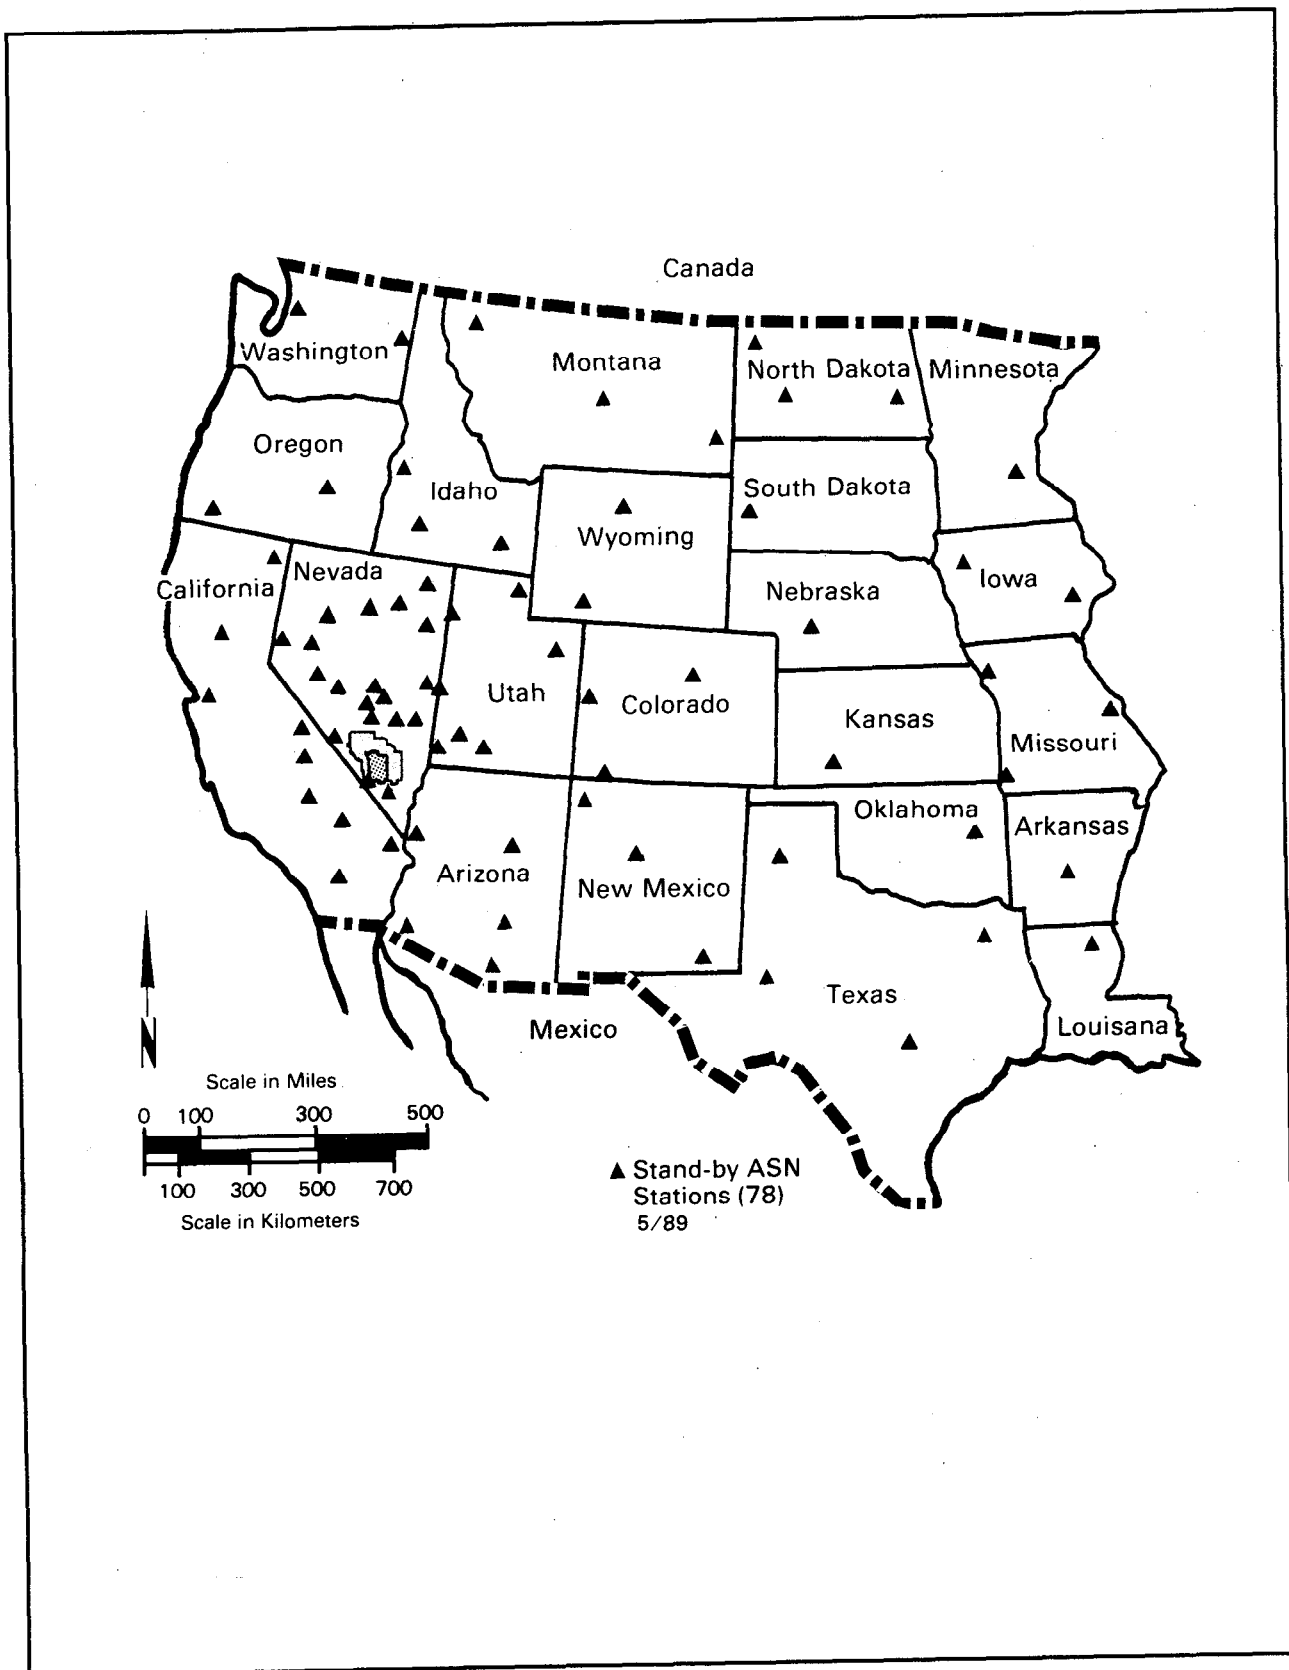 Canada
Washington
Montana
North Dakota
Minnesota
Oregon
Idaho
South Dakota
Wyoming
California
Nevada
Nebraska
Iowa
Utah
Colorado
Kansas
Missouri
Oklahoma
Arkansas
Arizona
New Mexico
Texas
Louisana
Mexico
N
Scale in Miles
0 100 300 500
100 300 500 700
Scale in Kilometers
Stand-by ASN
Stations (78)
5/89